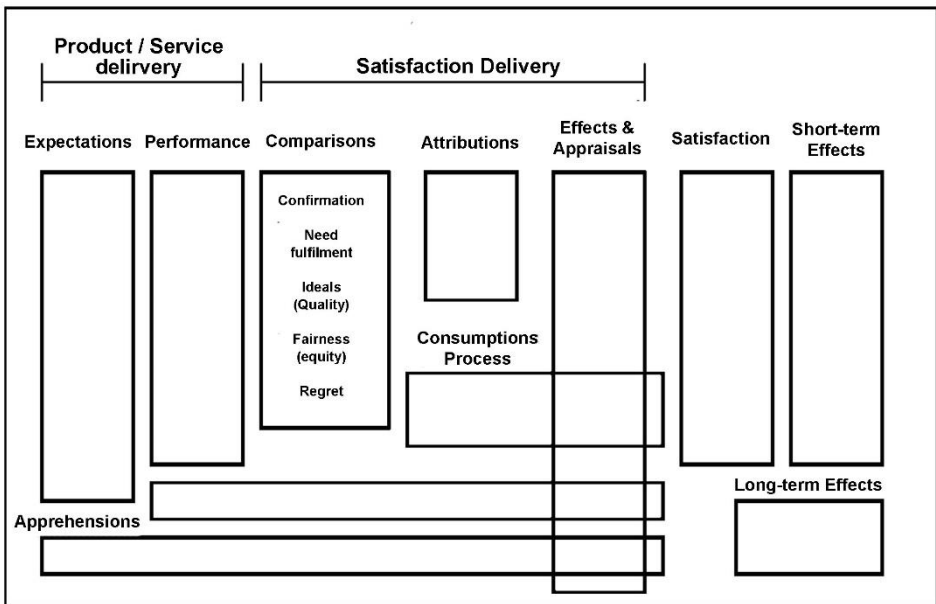 Product / Service
delirvery
Satisfaction Delivery
Expectations
Performance
Comparisons
Attributions
Effects &
Appraisals
Satisfaction
Short-term
Effects
Confirmation
Need
fulfilment
Ideals
(Quality)
Fairness
(equity)
Regret
Consumptions
Process
Long-term Effects
Apprehensions